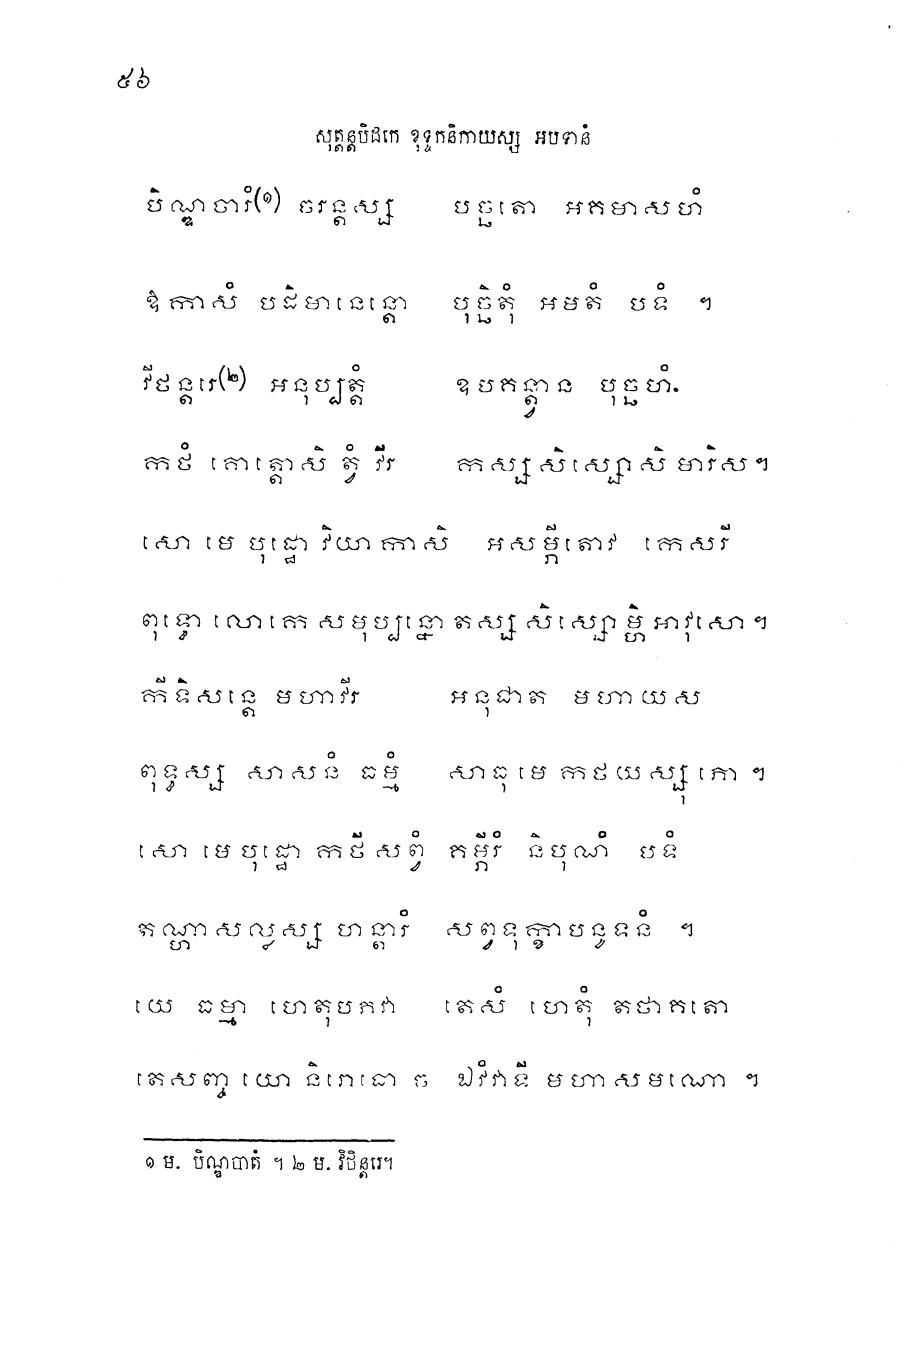 ៥៦
សុត្តន្តបិដកេ ខុទ្ទកនិកាយស្ស អបទានំ
បិណ្ឌចារំ(១) ចរន្តស្ស បច្ឆតោ អគមាសហំ
ឱកាសំ បដិមានេន្តោ បុច្ឆិតុំ អមតំ បទំ ។
វីថន្តរេ(២) អនុប្បត្តំ ឧបគន្ត្វាន បុច្ឆហំ.
កថំ គោត្តោសិ ត្វំ វីរ កស្ស សិស្សោសិ មារិស។
សោ មេ បុដ្ឋោ វិយាកាសិ អសម្ភីតោវ កេសរី
ពុទ្ធោ លោកេ សមុប្បន្នោ តស្ស សិស្សោម្ហិ អាវុសោ។
កីទិសន្តេ មហាវីរ អនុជាត មហាយស
ពុទ្ធស្ស សាសនំ ធម្មំ សាធុ មេ កថយស្សុ ភោ ។
សោ មេ បុដ្ឋោ កថី សព្វំ គម្ភីរំ និបុណំ បទំ
តណ្ហាសល្លស្ស ហន្តារំ សព្វទុក្ខាបនូទនំ ។
យេ ធម្មា ហេតុបភវា តេសំ ហេតុំ តថាគតោ
តេសញ្ច យោ និរោធោ ច ឯវំវាទី មហាសមណោ ។
១ ម. បិណ្ឌបាតំ ។ ២ ម. វិថិន្តរេ។